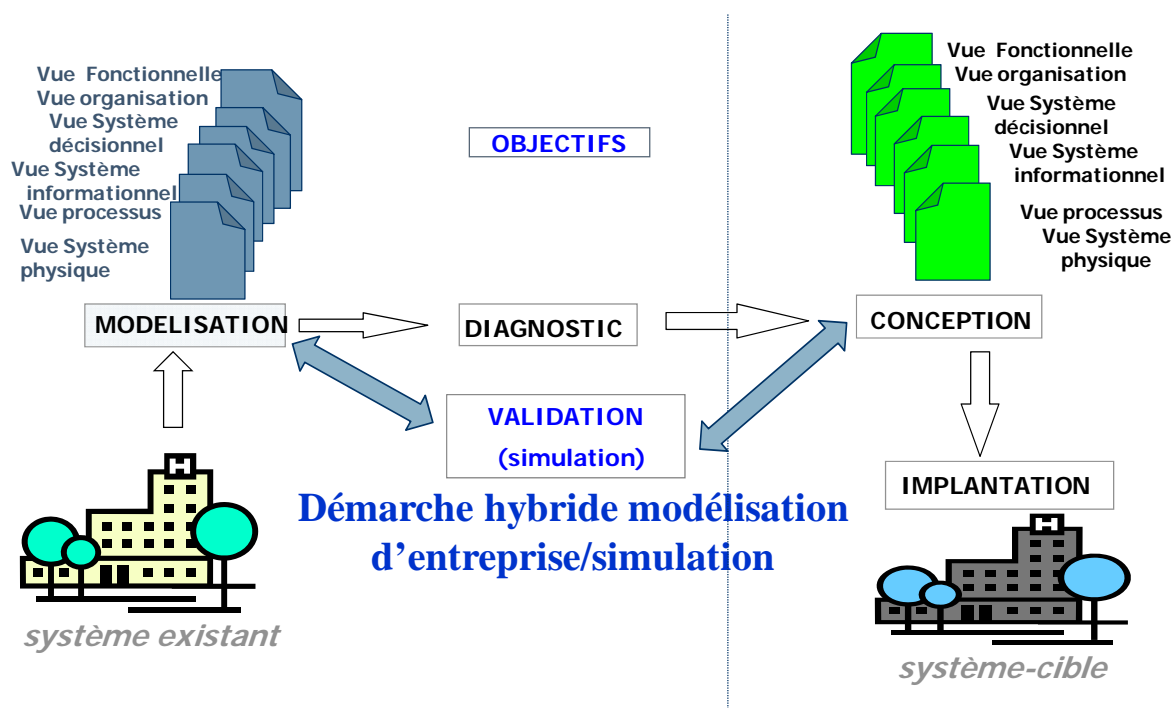 Vue Fonctionnelle
Vue organisation
Vue Système
décisionnel
Vue Système
informationnel
Vue processus
Vue Système
physique
OBJECTIFS
Vue Fonctionnelle
Vue organisation
Vue Système
décisionnel
Vue Système
informationnel
Vue processus
Vue Système
physique
MODELISATION
DIAGNOSTIC
CONCEPTION
VALIDATION
(simulation)
IMPLANTATION
Démarche hybride modélisation
d'entreprise/simulation
H
système existant
H
système-cible